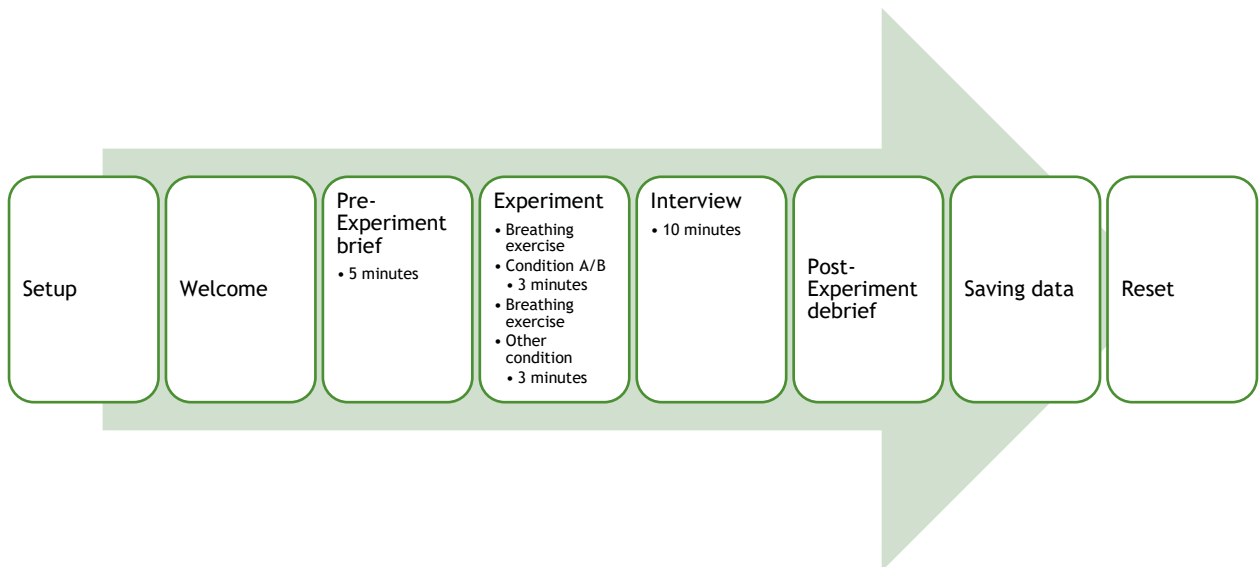 Setup
Welcome
Pre-
Experiment
brief
• 5 minutes
Experiment
• Breathing
exercise
• Condition A/B
• 3 minutes
• Breathing
exercise
• Other
condition
• 3 minutes
Interview
• 10 minutes
Post-
Experiment
debrief
Saving data
Reset